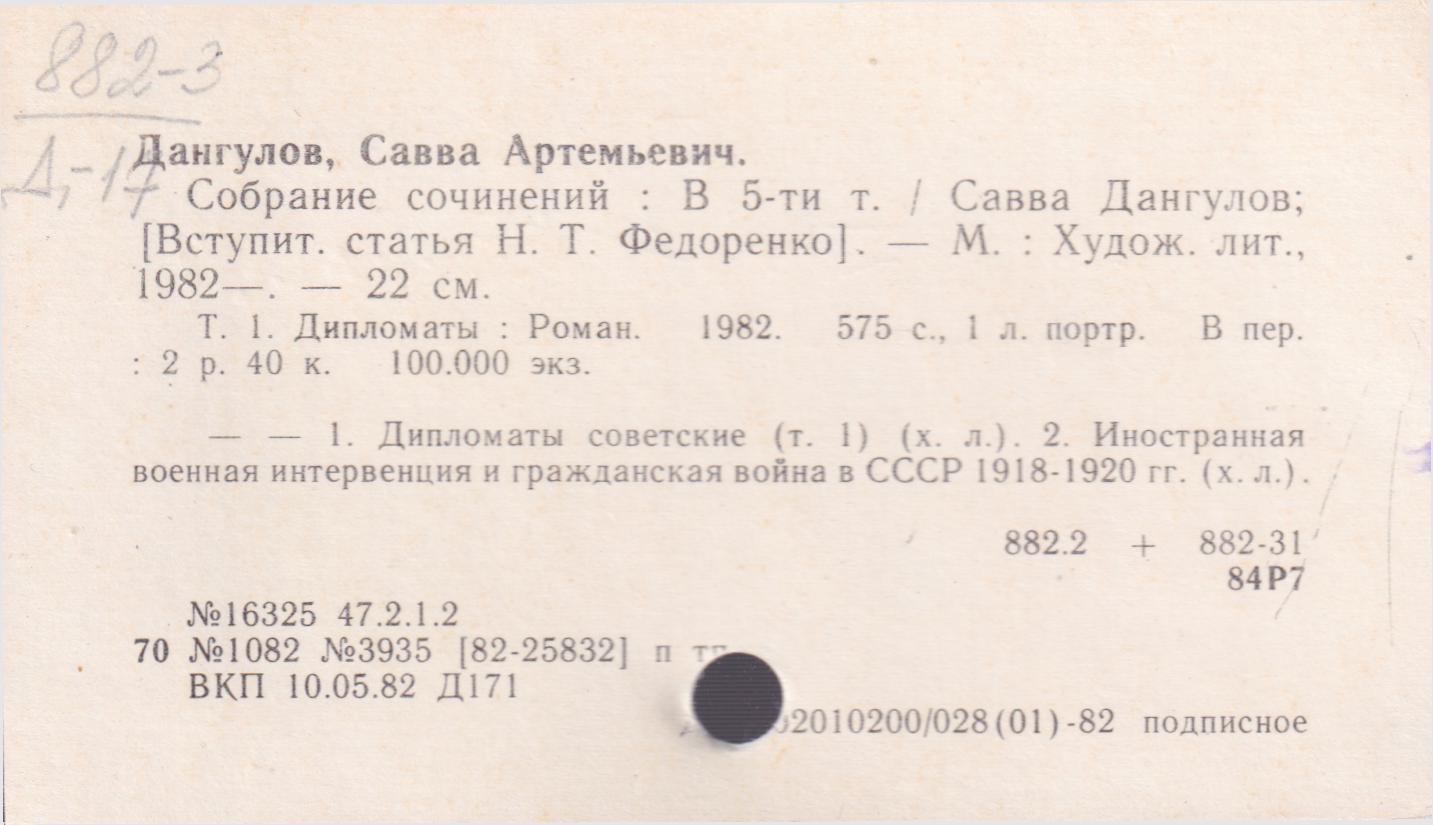 882-3
Д-17
Дангулов, Савва Артемьевич.
Собрание сочинений : В 5-ти т. / Савва Дангулов;
[Вступит. статья Н. Т. Федоренко]. — М. : Худож. лит.,
1982—. — 22 см.
Т. 1. Дипломаты : Роман. 1982. 575 с., 1 л. портр. В пер.
: 2 р. 40 к. 100.000 экз.
— — 1. Дипломаты советские (т. 1) (х. л.). 2. Иностранная
военная интервенция и гражданская война в СССР 1918-1920 гг. (х. л.).
882.2 + 882-31
84Р7
№16325 47.2.1.2
70 №1082 №3935 [82-25832] п
ВКП 10.05.82 Д171
02010200/028(01)-82 подписное